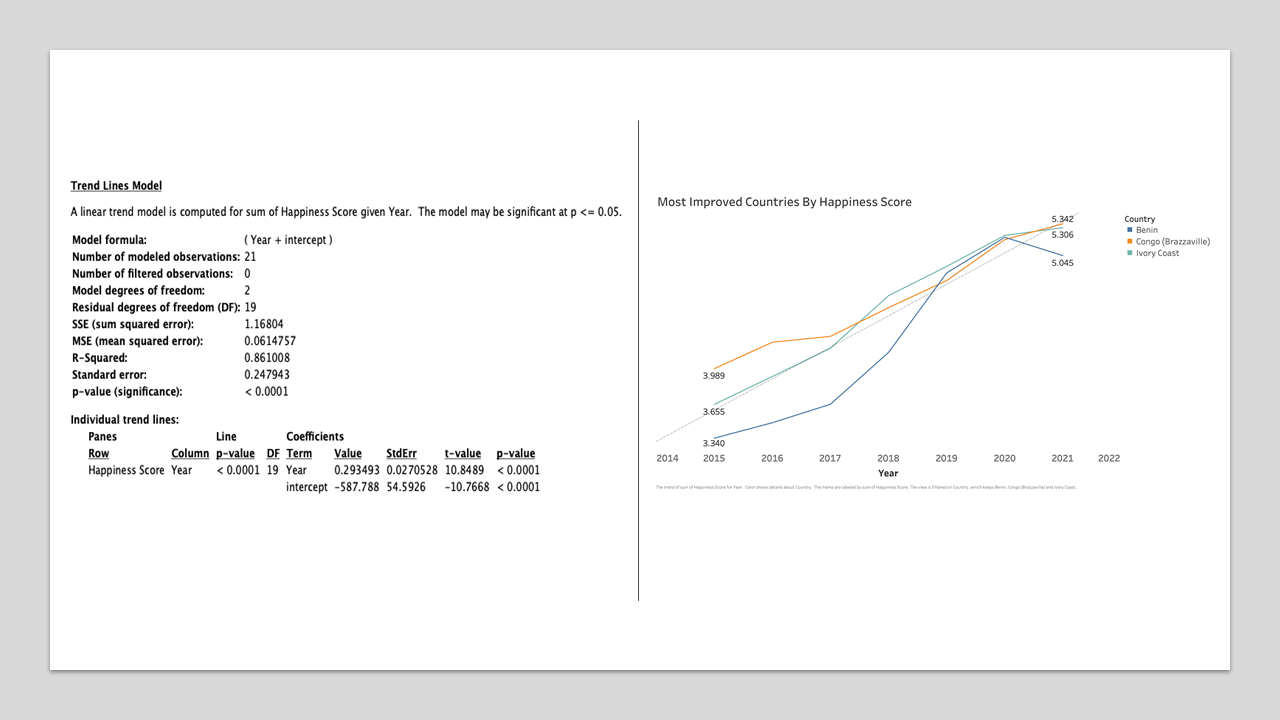 Trend Lines Model
A linear trend model is computed for sum of Happiness Score given Year.  The model may be significant at p <= 0.05.
Model formula: ( Year + intercept )
Number of modeled observations: 21
Number of filtered observations: 0
Model degrees of freedom: 2
Residual degrees of freedom (DF): 19
SSE (sum squared error): 1.16804
MSE (mean squared error): 0.0614757
R-Squared: 0.861008
Standard error: 0.247943
p-value (significance): < 0.0001
Individual trend lines:
Panes Line Coefficients
Row Column p-value DF Term Value StdErr t-value p-value
Happiness Score Year < 0.0001 19 Year 0.293493 0.0270528 10.8489 < 0.0001
intercept -587.788 54.5926 -10.7668 < 0.0001
Most Improved Countries By Happiness Score
5.342
5.306
5.045
3.989
3.655
3.340
2014 2015 2016 2017 2018 2019 2020 2021 2022
Year
Country
Benin
Congo (Brazzaville)
Ivory Coast
The trend of sum of Happiness Score for Year.  Color shows details about Country.  The marks are labeled by sum of Happiness Score. The view is filtered on Country, which keeps Benin, Congo (Brazzaville) and Ivory Coast.